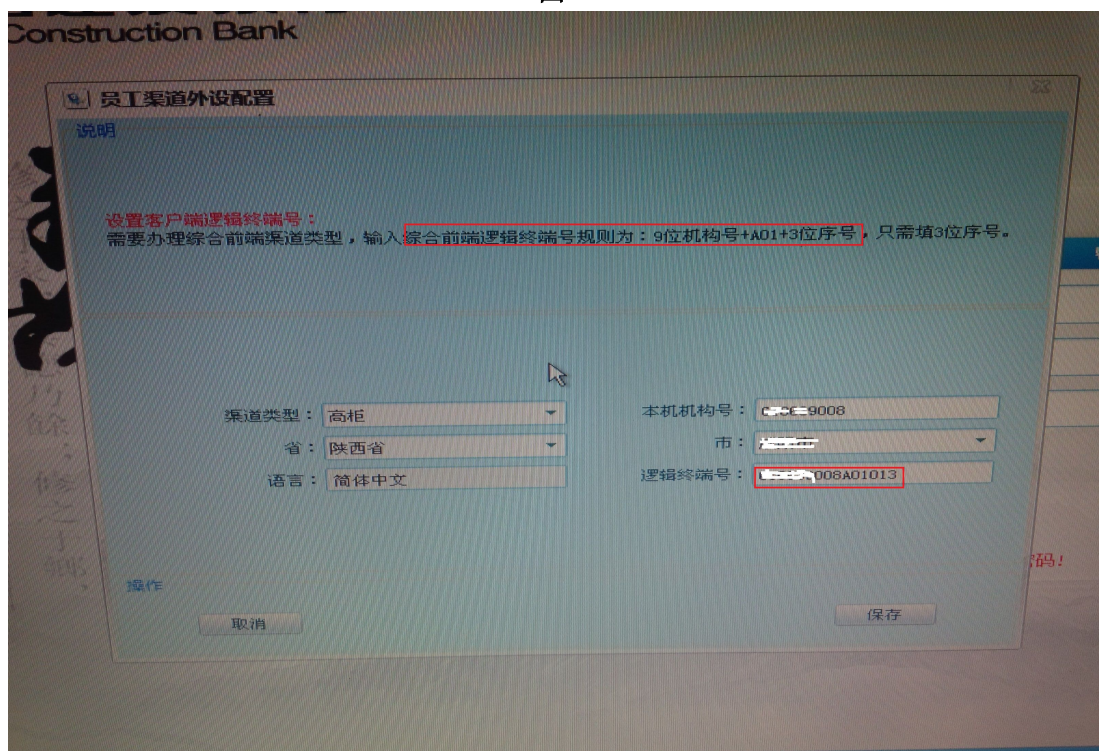 Construction Bank
员工渠道外设配置
说明
设置客户端逻辑终端号：
需要办理综合前端渠道类型，输入综合前端逻辑终端号规则为：9位机构号+A01+3位序号，只需填3位序号。
渠道类型： 高柜 本机机构号： 9008
省： 陕西省 市：
语言： 简体中文 逻辑终端号： 008A01013
密码!
操作
取消 保存